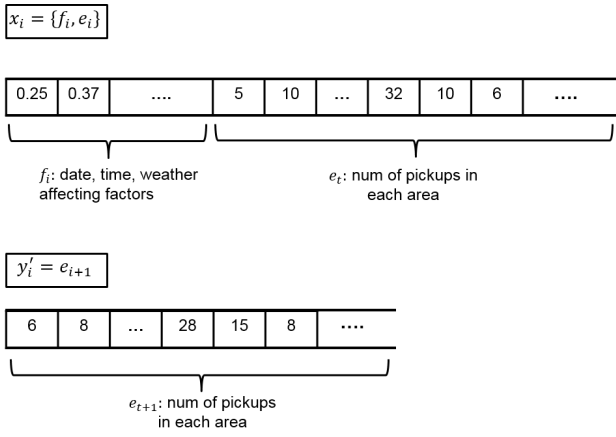 x_i = {f_i, e_i}
0.25 0.37 .... 5 10 ... 32 10 6 ....
f_i: date, time, weather
affecting factors
e_t: num of pickups in
each area
y'_i = e_{i+1}
6 8 ... 28 15 8 ....
e_{t+1}: num of pickups
in each area